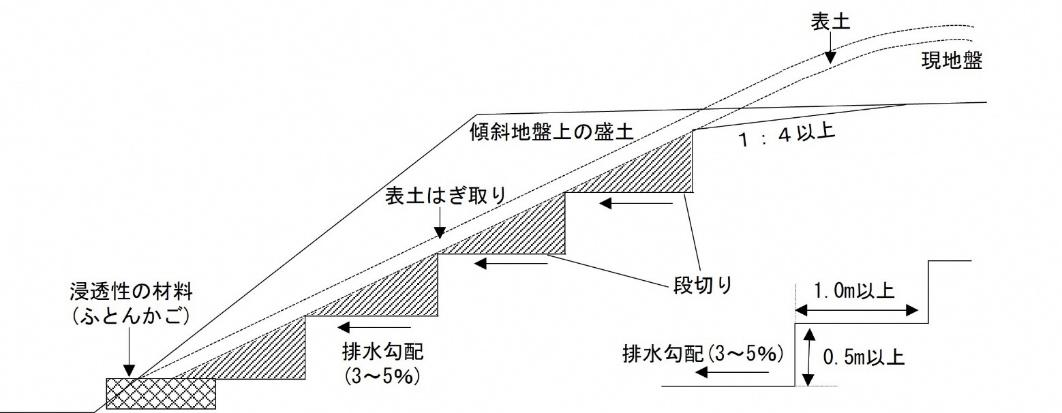 表土
現地盤
傾斜地盤上の盛土
1:4以上
表土はぎ取り
浸透性の材料
(ふとんかご)
段切り
1.0m以上
排水勾配
(3～5%)
排水勾配(3～5%)
0.5m以上